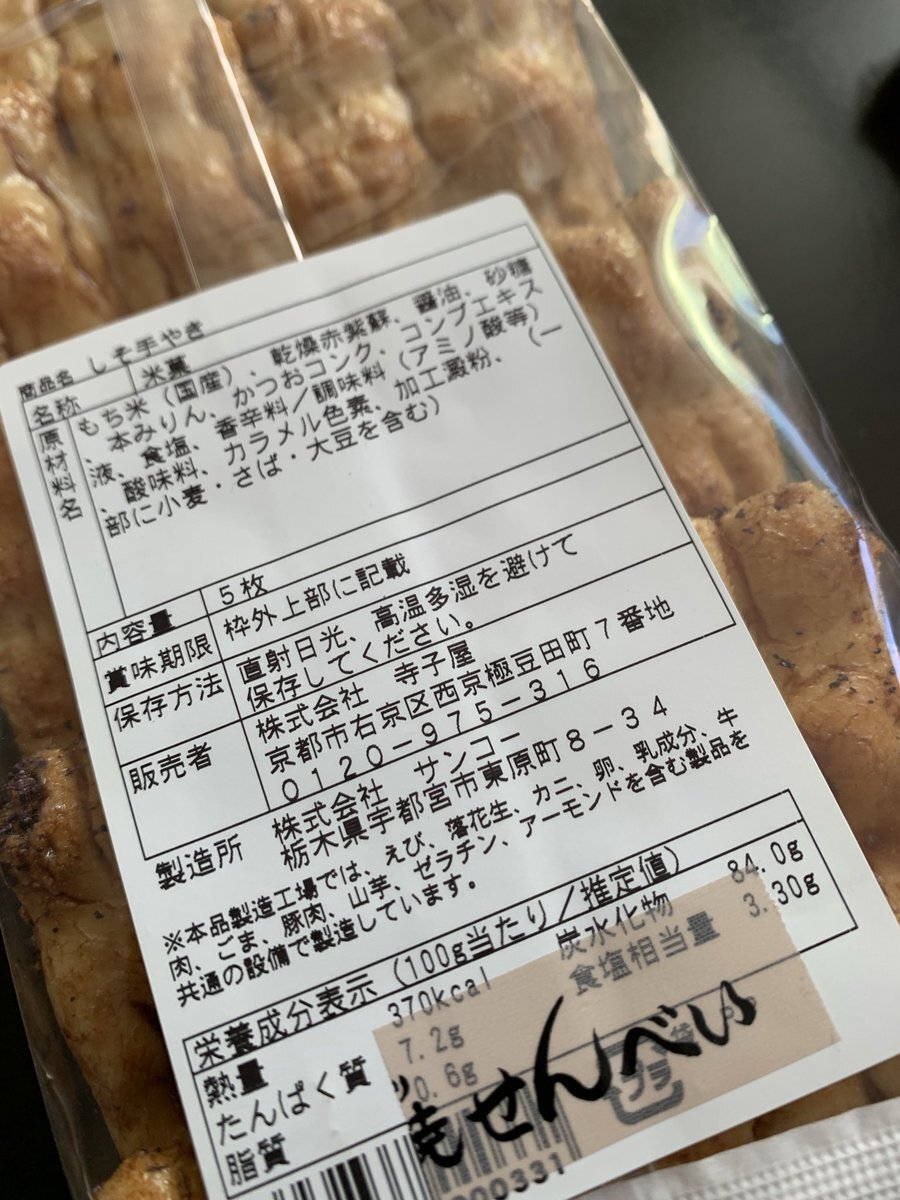 商品名 しそ手やき
名称 米菓
原材料名 もち米（国産）、乾燥赤紫蘇、醤油、砂糖
、本みりん、かつおコンク、コンブエキス
液、食塩、香辛料／調味料（アミノ酸等）
、酸味料、カラメル色素、加工澱粉、（一
部に小麦・さば・大豆を含む）
内容量 5枚
賞味期限 枠外上部に記載
保存方法 直射日光、高温多湿を避けて
保存してください。
販売者 株式会社 寺子屋
京都市右京区西京極豆田町７番地
０１２０－９７５－３１６
製造所 株式会社 サンコー
栃木県宇都宮市東原町８－３４
※本品製造工場では、えび、落花生、カニ、卵、乳成分、牛
肉、ごま、豚肉、山芋、ゼラチン、アーモンドを含む製品を
共通の設備で製造しています。
栄養成分表示（100g当たり／推定値）
熱量 370kcal 炭水化物 84.0g
たんぱく質 7.2g 食塩相当量 3.30g
脂質 0.6g
せんべい
プラ
袋
000331